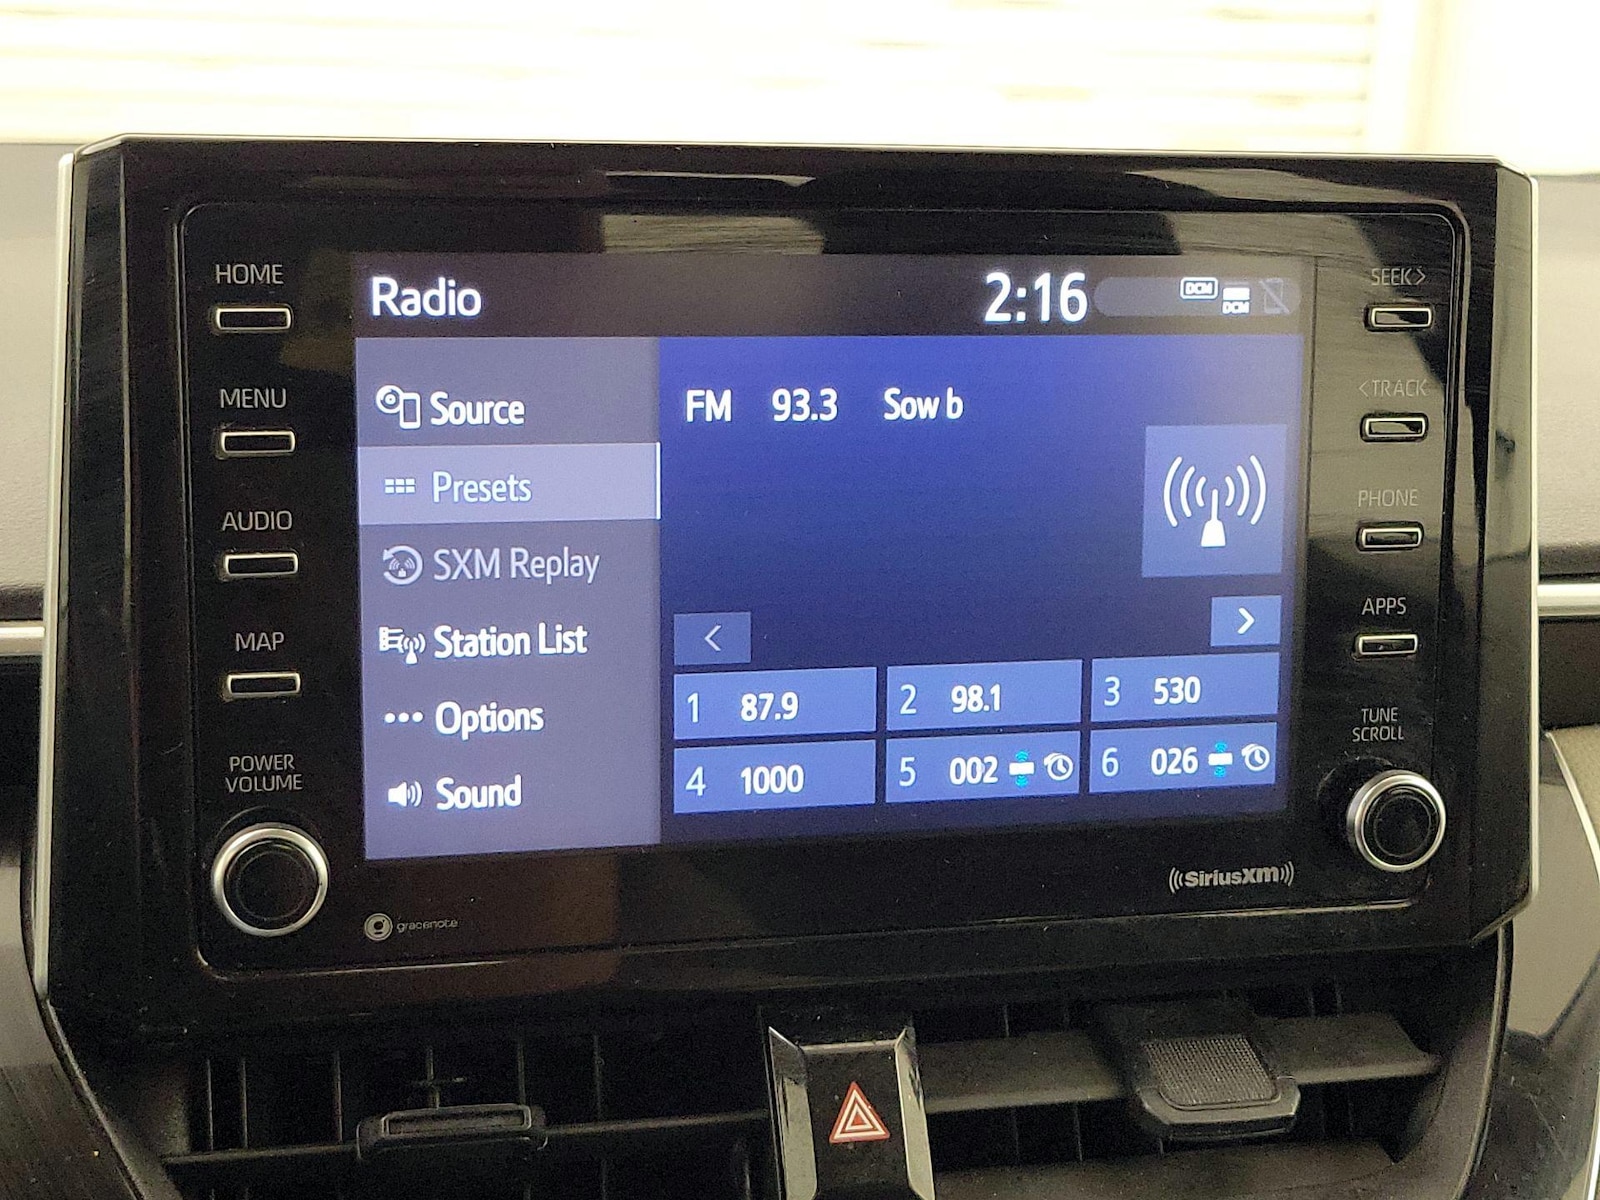 HOME
MENU
AUDIO
MAP
POWER
VOLUME
Radio
2:16
DCM
DCM
Source
Presets
SXM Replay
Station List
Options
Sound
FM 93.3 Sow b
<
>
1 87.9
2 98.1
3 530
4 1000
5 002
6 026
SEEK>
<TRACK
PHONE
APPS
TUNE
SCROLL
gracenote
SiriusXM